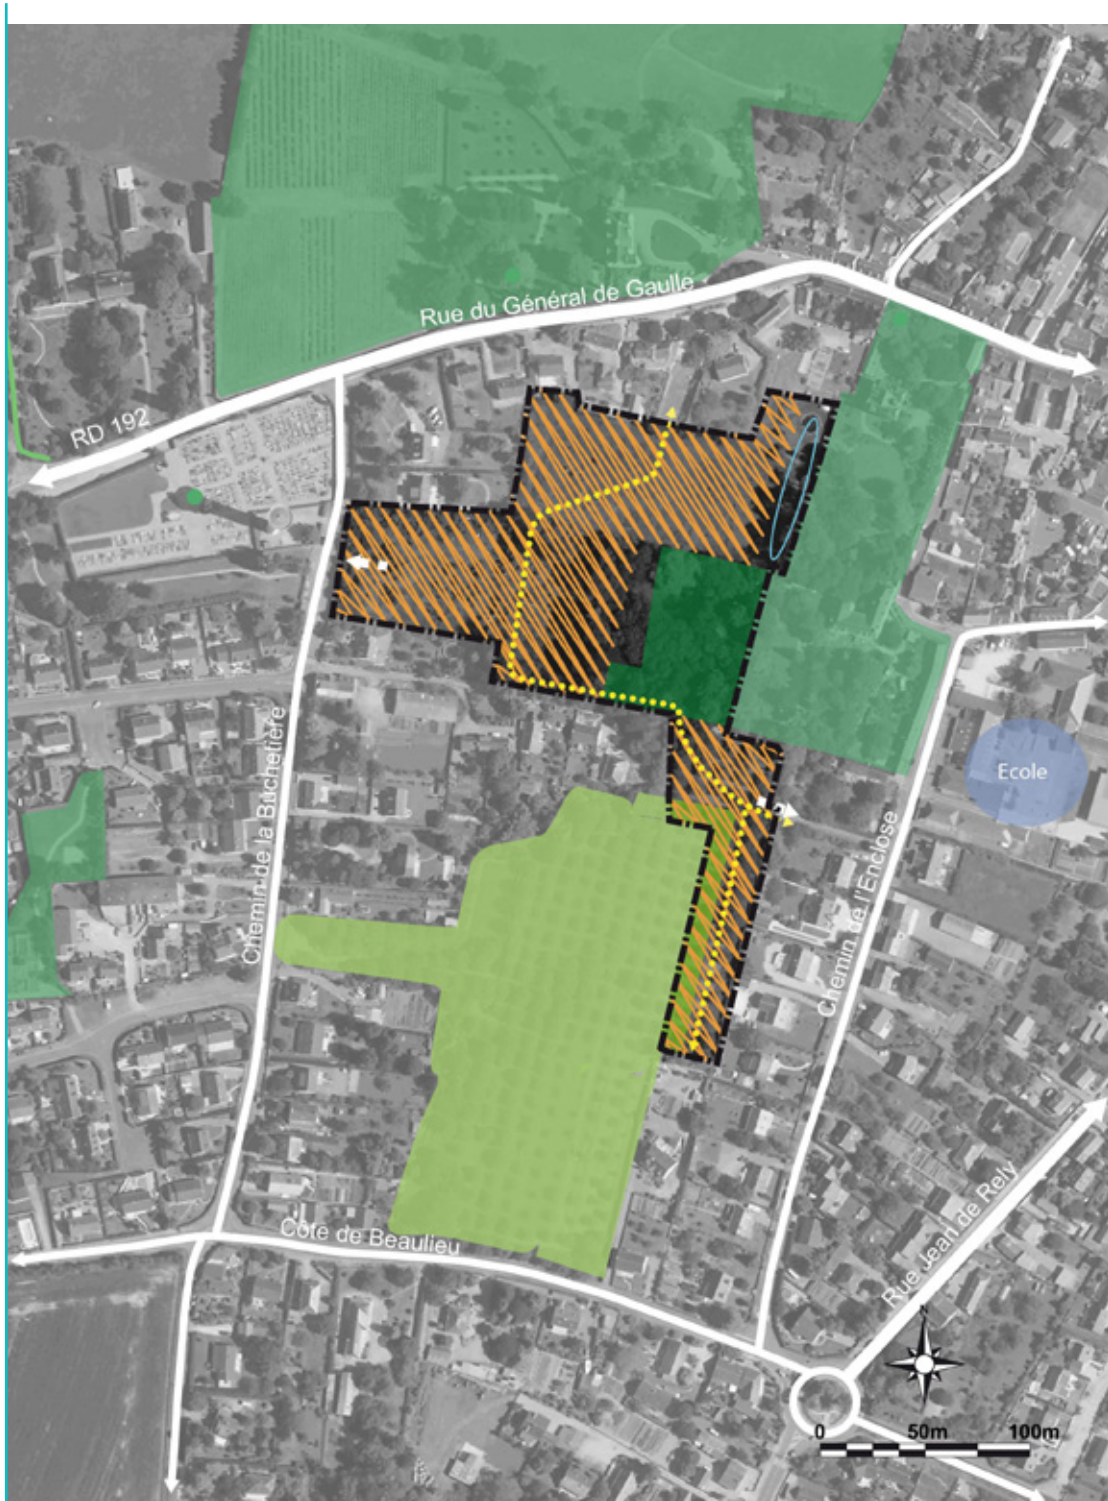 Rue du Général de Gaulle
RD 192
Ecole
Chemin de la Buchetière
Chemin de l'Enclose
Côte de Beaulieu
Rue Jean de Rely
N
0 50m 100m